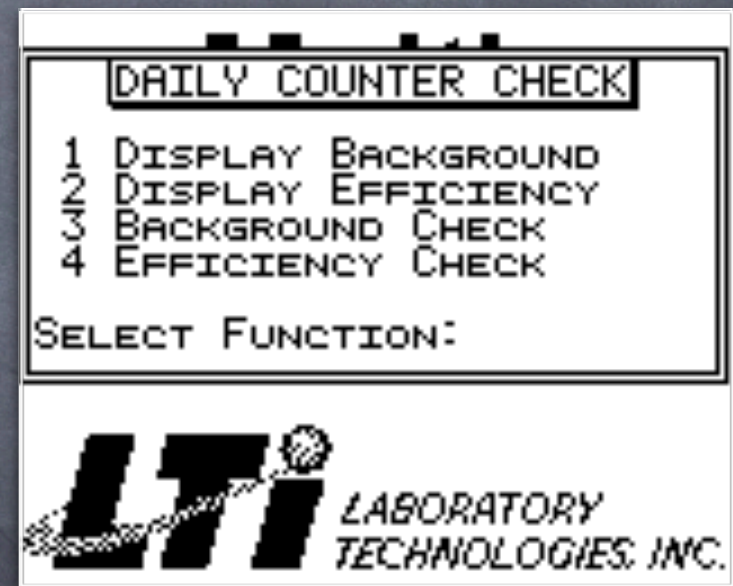 DAILY COUNTER CHECK
1 DISPLAY BACKGROUND
2 DISPLAY EFFICIENCY
3 BACKGROUND CHECK
4 EFFICIENCY CHECK
SELECT FUNCTION:
LTi LABORATORY
TECHNOLOGIES, INC.